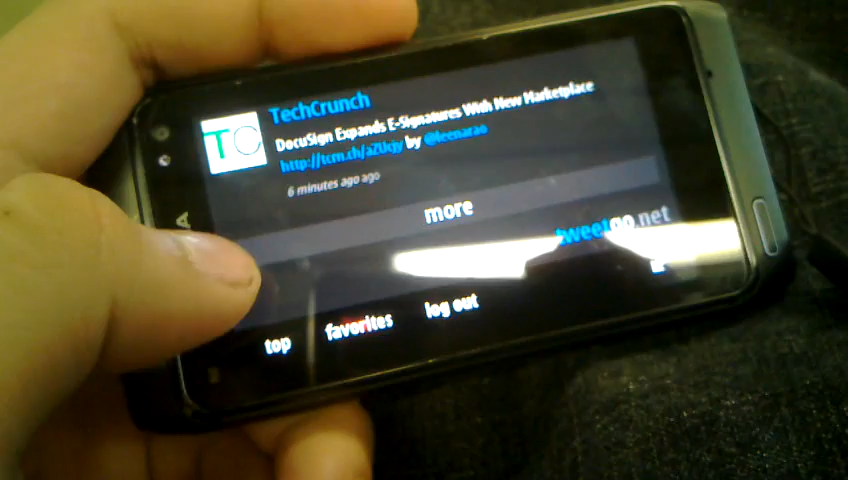 TC
TechCrunch
DocuSign Expands E-Signatures With New Marketplace
http://tcrn.ch/aZUcjy by @leenarao
6 minutes ago ago
more
tweetgo.net
top favorites log out
A